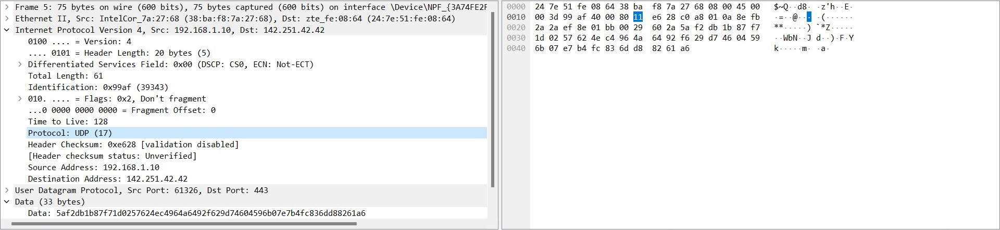 Frame 5: 75 bytes on wire (600 bits), 75 bytes captured (600 bits) on interface \Device\NPF_{3A74FE2F
Ethernet II, Src: IntelCor_7a:27:68 (38:ba:f8:7a:27:68), Dst: zte_fe:08:64 (24:7e:51:fe:08:64)
Internet Protocol Version 4, Src: 192.168.1.10, Dst: 142.251.42.42
0100 .... = Version: 4
.... 0101 = Header Length: 20 bytes (5)
Differentiated Services Field: 0x00 (DSCP: CS0, ECN: Not-ECT)
Total Length: 61
Identification: 0x99af (39343)
010. .... = Flags: 0x2, Don't fragment
...0 0000 0000 0000 = Fragment Offset: 0
Time to Live: 128
Protocol: UDP (17)
Header Checksum: 0xe628 [validation disabled]
[Header checksum status: Unverified]
Source Address: 192.168.1.10
Destination Address: 142.251.42.42
User Datagram Protocol, Src Port: 61326, Dst Port: 443
Data (33 bytes)
Data: 5af2db1b87f71d0257624ec4964a6492f629d74604596b07e7b4fc836dd88261a6
0000 24 7e 51 fe 08 64 38 ba f8 7a 27 68 08 00 45 00 $~Q··d8· ·z'h··E·
0010 00 3d 99 af 40 00 80 11 e6 28 c0 a8 01 0a 8e fb ·=··@··· ·(······
0020 2a 2a ef 8e 01 bb 00 29 60 2a 5a f2 db 1b 87 f7 **·····) `*Z·····
0030 1d 02 57 62 4e c4 96 4a 64 92 f6 29 d7 46 04 59 ··WbN··J d··)·F·Y
0040 6b 07 e7 b4 fc 83 6d d8 82 61 a6 k·····m· ·a·